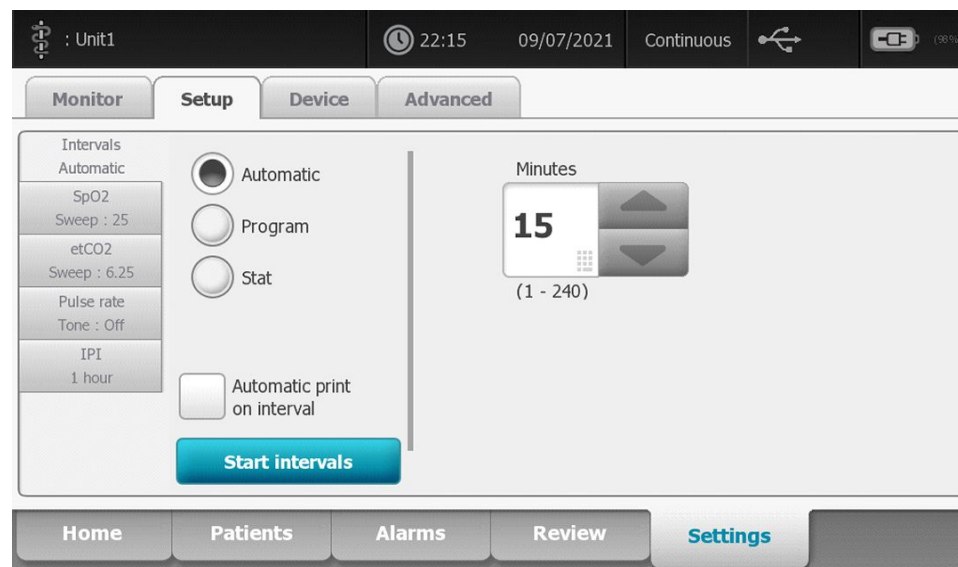 : Unit1
22:15
09/07/2021
Continuous
(98%
Monitor
Setup
Device
Advanced
Intervals
Automatic
SpO2
Sweep : 25
etCO2
Sweep : 6.25
Pulse rate
Tone : Off
IPI
1 hour
Automatic
Program
Stat
Automatic print
on interval
Start intervals
Minutes
15
(1 - 240)
Home
Patients
Alarms
Review
Settings